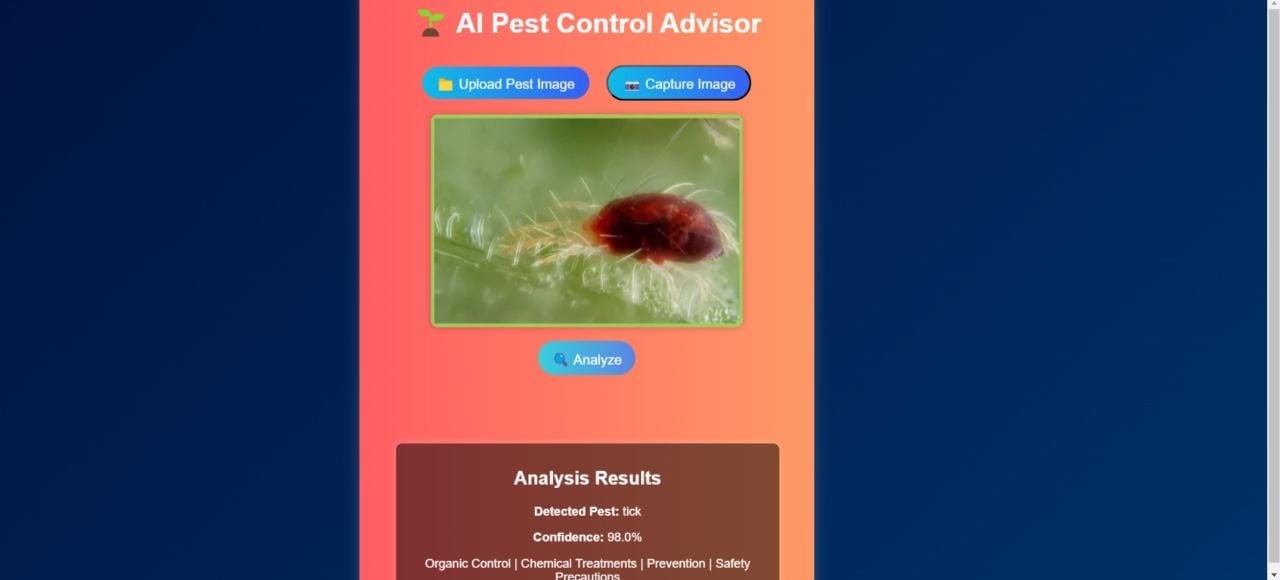 AI Pest Control Advisor
Upload Pest Image
Capture Image
Analyze
Analysis Results
Detected Pest: tick
Confidence: 98.0%
Organic Control | Chemical Treatments | Prevention | Safety
Precautions